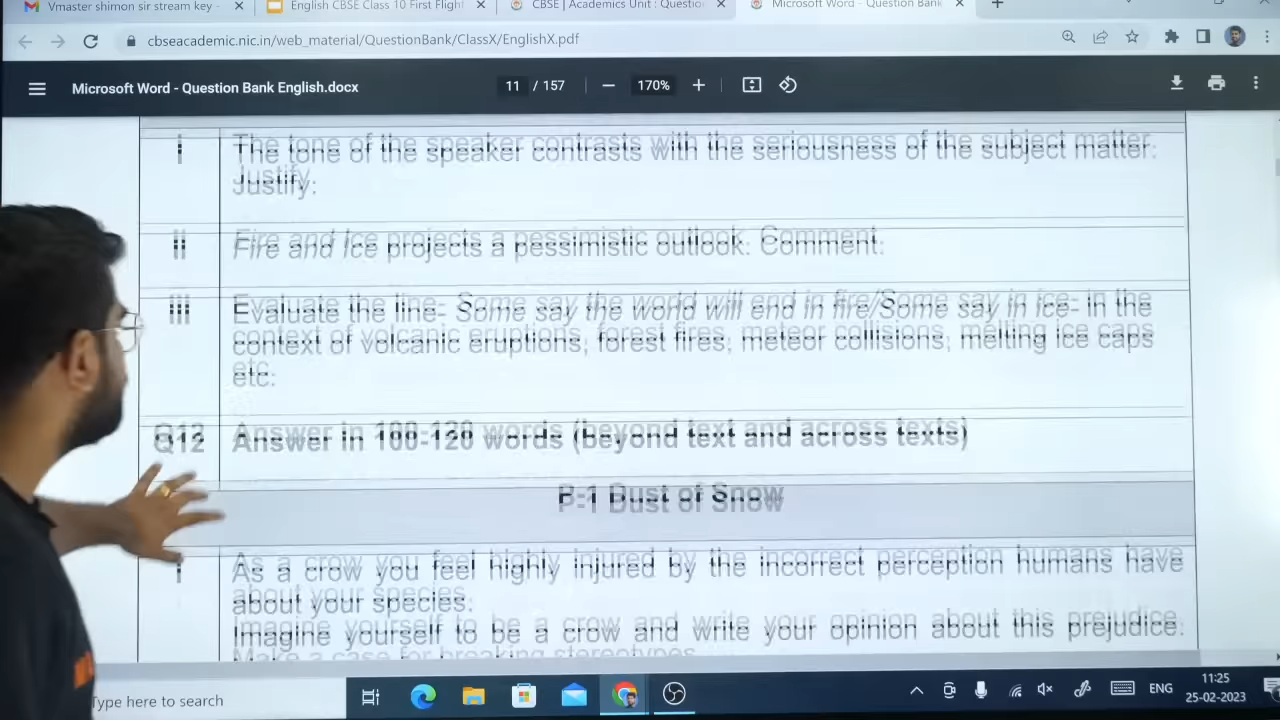 Vmaster shimon sir stream key -
English CBSE Class 10 First Fligh
CBSE | Academics Unit : Questio
Microsoft Word - Question Bank
cbseacademic.nic.in/web_material/QuestionBank/ClassX/EnglishX.pdf
Microsoft Word - Question Bank English.docx
11 / 157
170%
i The tone of the speaker contrasts with the seriousness of the subject matter.
Justify.
ii Fire and Ice projects a pessimistic outlook. Comment.
iii Evaluate the line- Some say the world will end in fire/Some say in ice- in the
context of volcanic eruptions, forest fires, meteor collisions, melting ice caps
etc.
Q12 Answer in 100-120 words (beyond text and across texts)
P-1 Dust of Snow
i As a crow you feel highly injured by the incorrect perception humans have
about your species.
Imagine yourself to be a crow and write your opinion about this prejudice.
Make a case for breaking stereotypes
Type here to search
ENG
11:25
25-02-2023